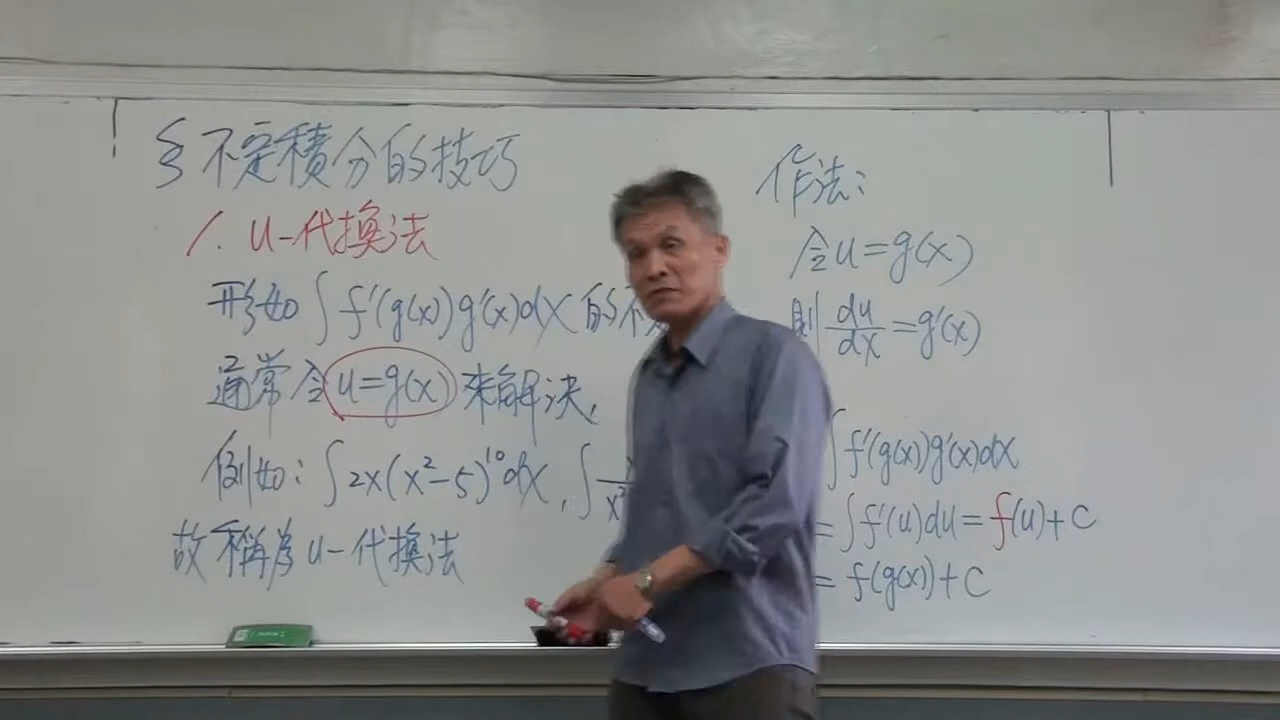 § 不定積分的技巧
1. u-代換法
形如 ∫ f'(g(x))g'(x)dx 的不
通常令 u=g(x) 來解決,
例如: ∫ 2x(x²-5)¹⁰dx, ∫
故稱為 u-代換法
作法:
令 u=g(x)
則 du/dx = g'(x)
∫ f'(g(x))g'(x)dx
= ∫ f'(u)du = f(u)+C
= f(g(x))+C